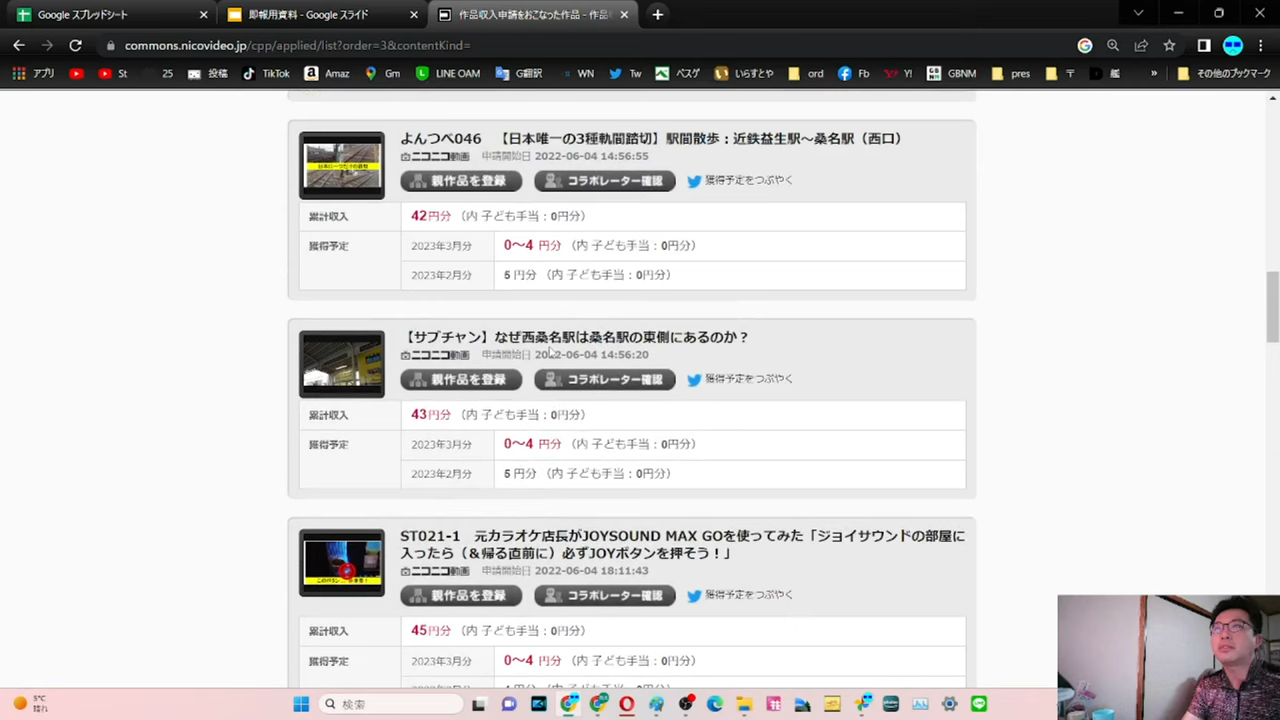 Google スプレッドシート
即報用資料 - Google スライド
作品収入申請をおこなった作品 - 作品
commons.nicovideo.jp/cpp/applied/list?order=3&contentKind=
アプリ
St
25
投稿
TikTok
Amaz
Gm
LINE OAM
G翻訳
WN
Tw
ベスゲ
いらすとや
ord
Fb
Y!
GBNM
pres
〒
艦
»
その他のブックマーク
よんつべ046 【日本唯一の3種軌間踏切】駅間散歩：近鉄益生駅～桑名駅（西口）
ニコニコ動画 申請開始日 2022-06-04 14:56:55
親作品を登録 コラボレーター確認 獲得予定をつぶやく
累計収入 42円分 （内 子ども手当：0円分）
獲得予定 2023年3月分 0～4 円分 （内 子ども手当：0円分）
2023年2月分 5 円分 （内 子ども手当：0円分）
【サブチャン】なぜ西桑名駅は桑名駅の東側にあるのか？
ニコニコ動画 申請開始日 2022-06-04 14:56:20
親作品を登録 コラボレーター確認 獲得予定をつぶやく
累計収入 43円分 （内 子ども手当：0円分）
獲得予定 2023年3月分 0～4 円分 （内 子ども手当：0円分）
2023年2月分 5 円分 （内 子ども手当：0円分）
ST021-1 元カラオケ店長がJOYSOUND MAX GOを使ってみた「ジョイサウンドの部屋に
入ったら（＆帰る直前に）必ずJOYボタンを押そう！」
ニコニコ動画 申請開始日 2022-06-04 18:11:43
親作品を登録 コラボレーター確認 獲得予定をつぶやく
累計収入 45円分 （内 子ども手当：0円分）
獲得予定 2023年3月分 0～4 円分 （内 子ども手当：0円分）
5°C
晴れ
検索